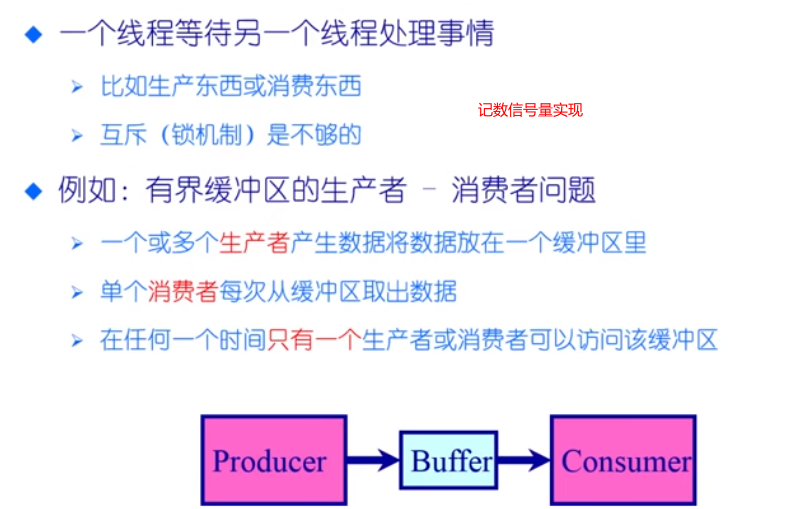 一个线程等待另一个线程处理事情
比如生产东西或消费东西
记数信号量实现
互斥（锁机制）是不够的
例如：有界缓冲区的生产者 - 消费者问题
一个或多个生产者产生数据将数据放在一个缓冲区里
单个消费者每次从缓冲区取出数据
在任何一个时间只有一个生产者或消费者可以访问该缓冲区
Producer
Buffer
Consumer